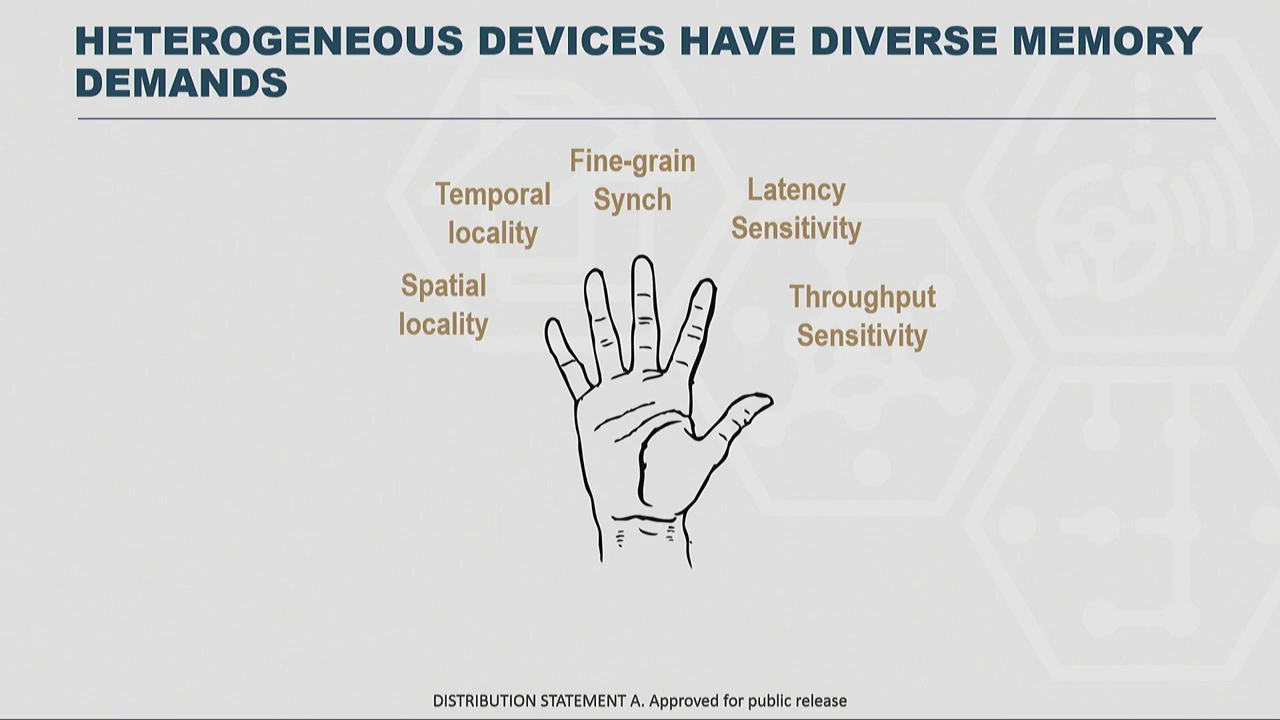 HETEROGENEOUS DEVICES HAVE DIVERSE MEMORY
DEMANDS
Fine-grain
Synch
Temporal
locality
Latency
Sensitivity
Spatial
locality
Throughput
Sensitivity
DISTRIBUTION STATEMENT A. Approved for public release